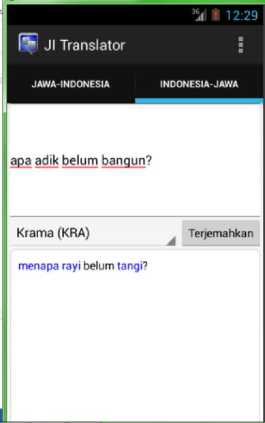 3G 12:29
JI Translator
JAWA-INDONESIA INDONESIA-JAWA
apa adik belum bangun?
Krama (KRA) Terjemahkan
menapa rayi belum tangi?